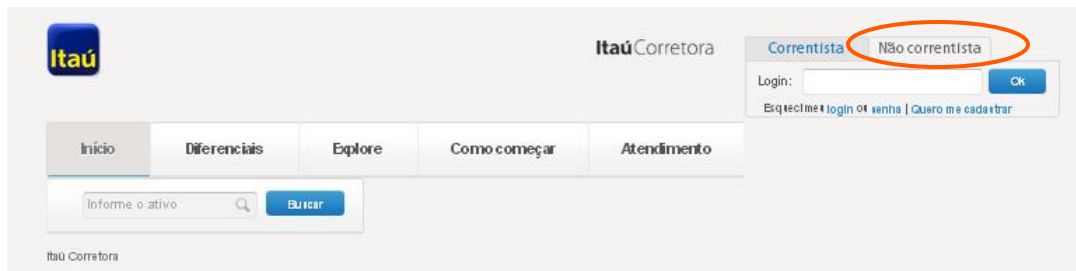 Itaú
ItaúCorretora
Correntista Não correntista
Login: Ok
Esqueci meu login ou senha | Quero me cadastrar
Início Diferenciais Explore Como começar Atendimento
Informe o ativo Buscar
Itaú Corretora